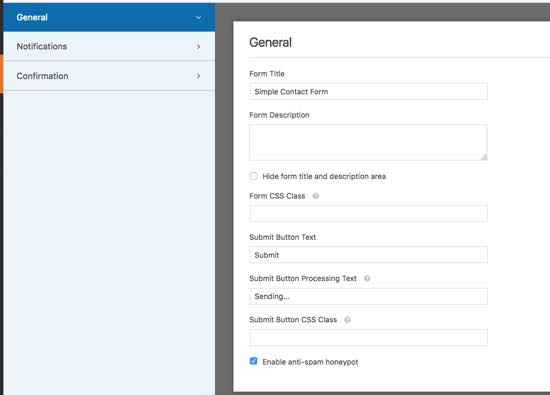 General
Notifications
Confirmation
General
Form Title
Simple Contact Form
Form Description
Hide form title and description area
Form CSS Class
Submit Button Text
Submit
Submit Button Processing Text
Sending...
Submit Button CSS Class
Enable anti-spam honeypot